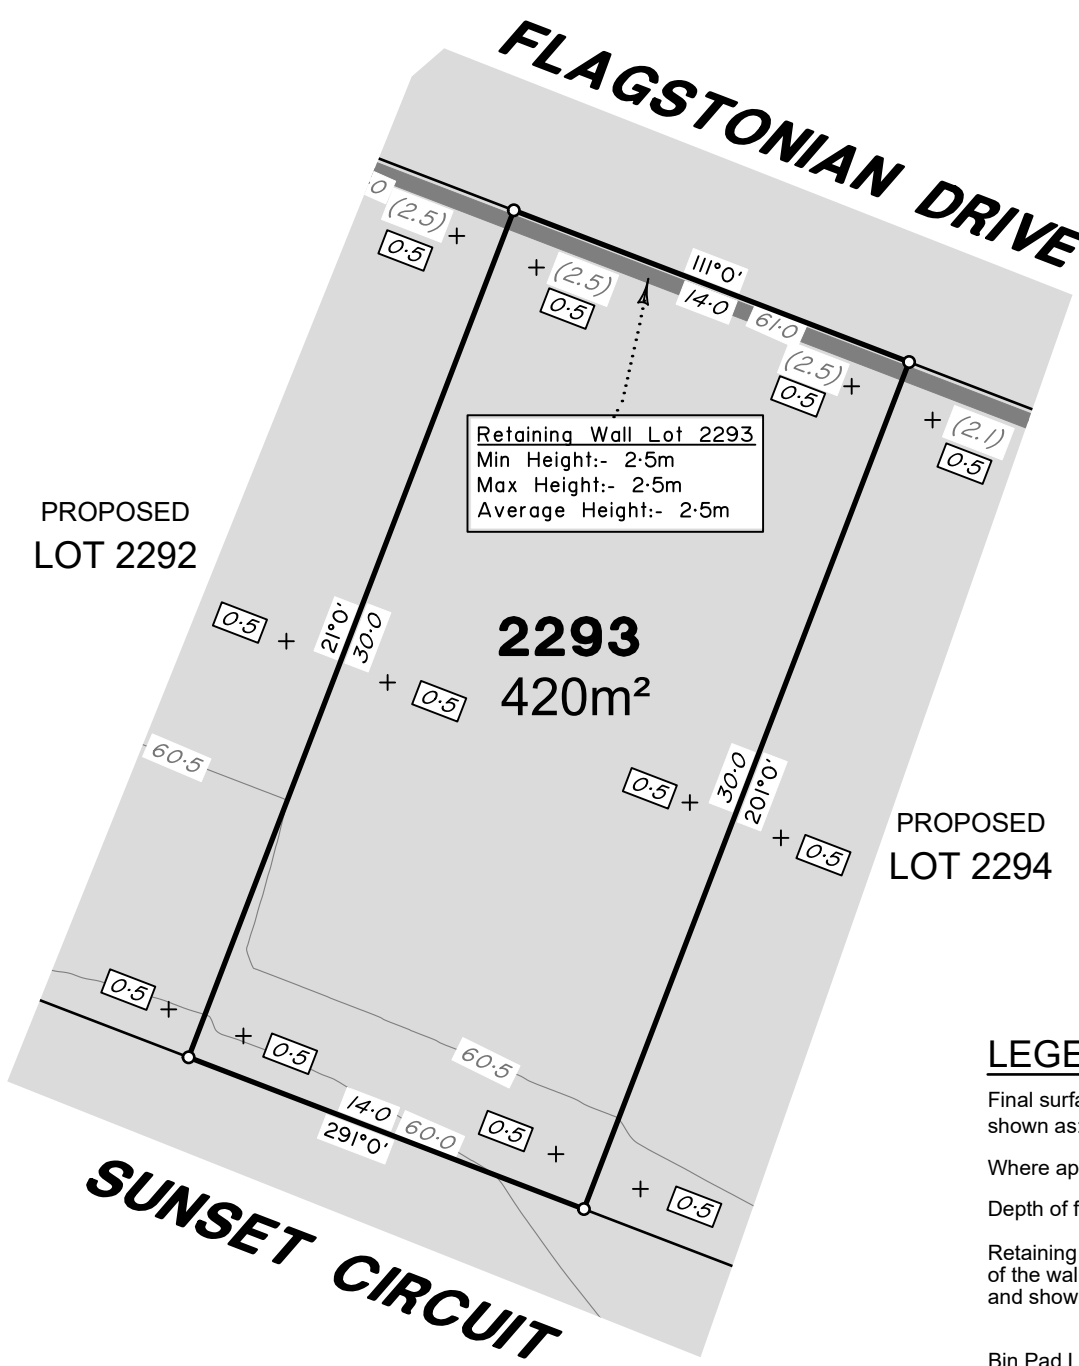 FLAGSTONIAN DRIVE
·0
(2.5)
0·5
(2.5)
0·5
111°0'
14·0
61·0
(2.5)
0·5
(2.1)
0·5
Retaining Wall Lot 2293
Min Height:- 2·5m
Max Height:- 2·5m
Average Height:- 2·5m
PROPOSED
LOT 2292
0·5
21°0'
30·0
0·5
2293
420m²
60·5
0·5
30·0
201°0'
0·5
PROPOSED
LOT 2294
0·5
0·5
60·5
14·0
291°0'
60·0
0·5
0·5
SUNSET CIRCUIT
LEGE
Final surfa
shown as:
Where ap
Depth of f
Retaining
of the wal
and show
Bin Pad L